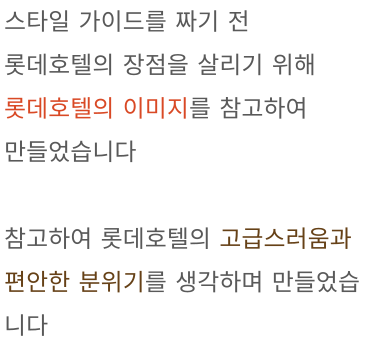 스타일 가이드를 짜기 전
롯데호텔의 장점을 살리기 위해
롯데호텔의 이미지를 참고하여
만들었습니다
참고하여 롯데호텔의 고급스러움과
편안한 분위기를 생각하며 만들었습
니다